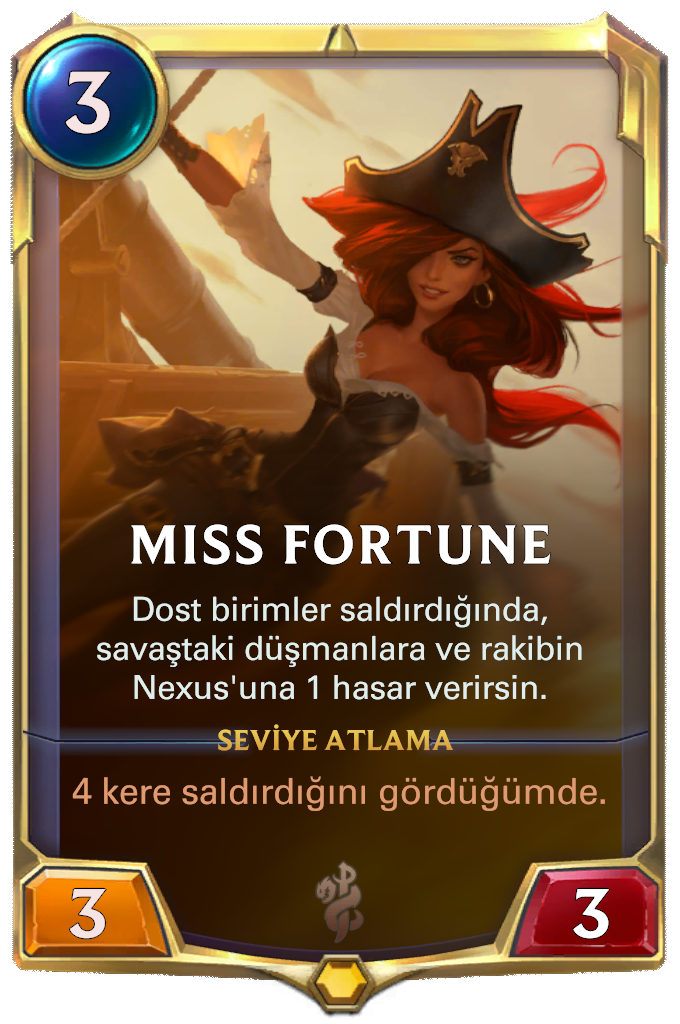 3
MISS FORTUNE
Dost birimler saldırdığında,
savaştaki düşmanlara ve rakibin
Nexus'una 1 hasar verirsin.
SEVİYE ATLAMA
4 kere saldırdığını gördüğümde.
3
3